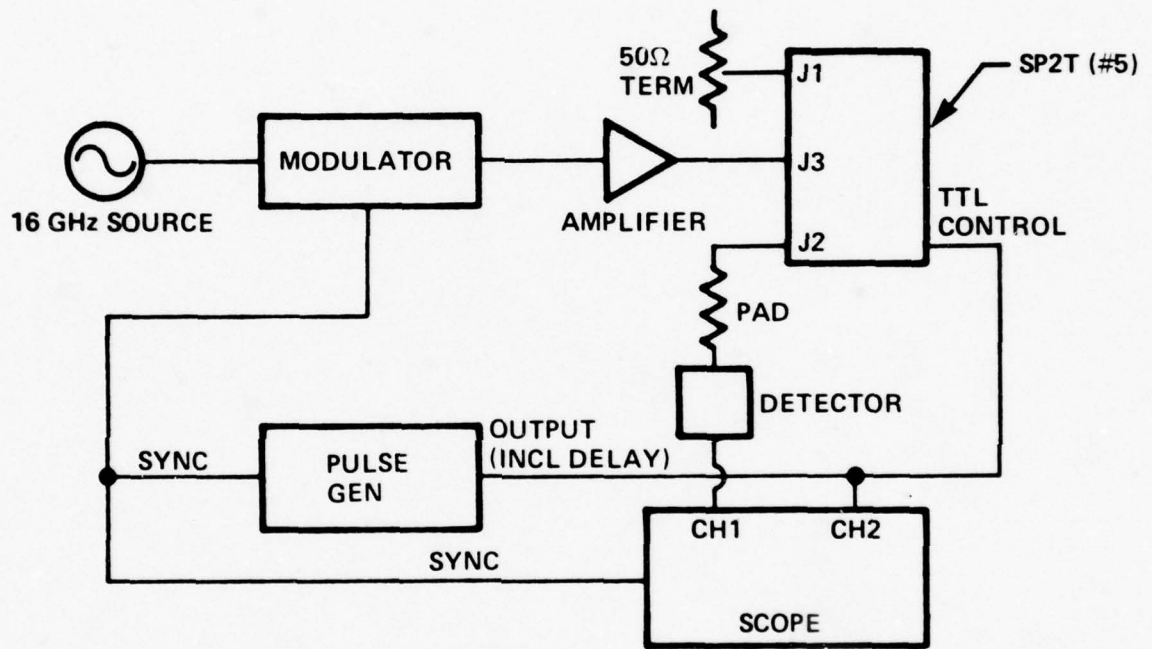 50Ω
TERM
J1
SP2T (#5)
MODULATOR
J3
16 GHz SOURCE
AMPLIFIER
TTL
CONTROL
J2
PAD
DETECTOR
OUTPUT
(INCL DELAY)
SYNC
PULSE
GEN
CH1
CH2
SYNC
SCOPE